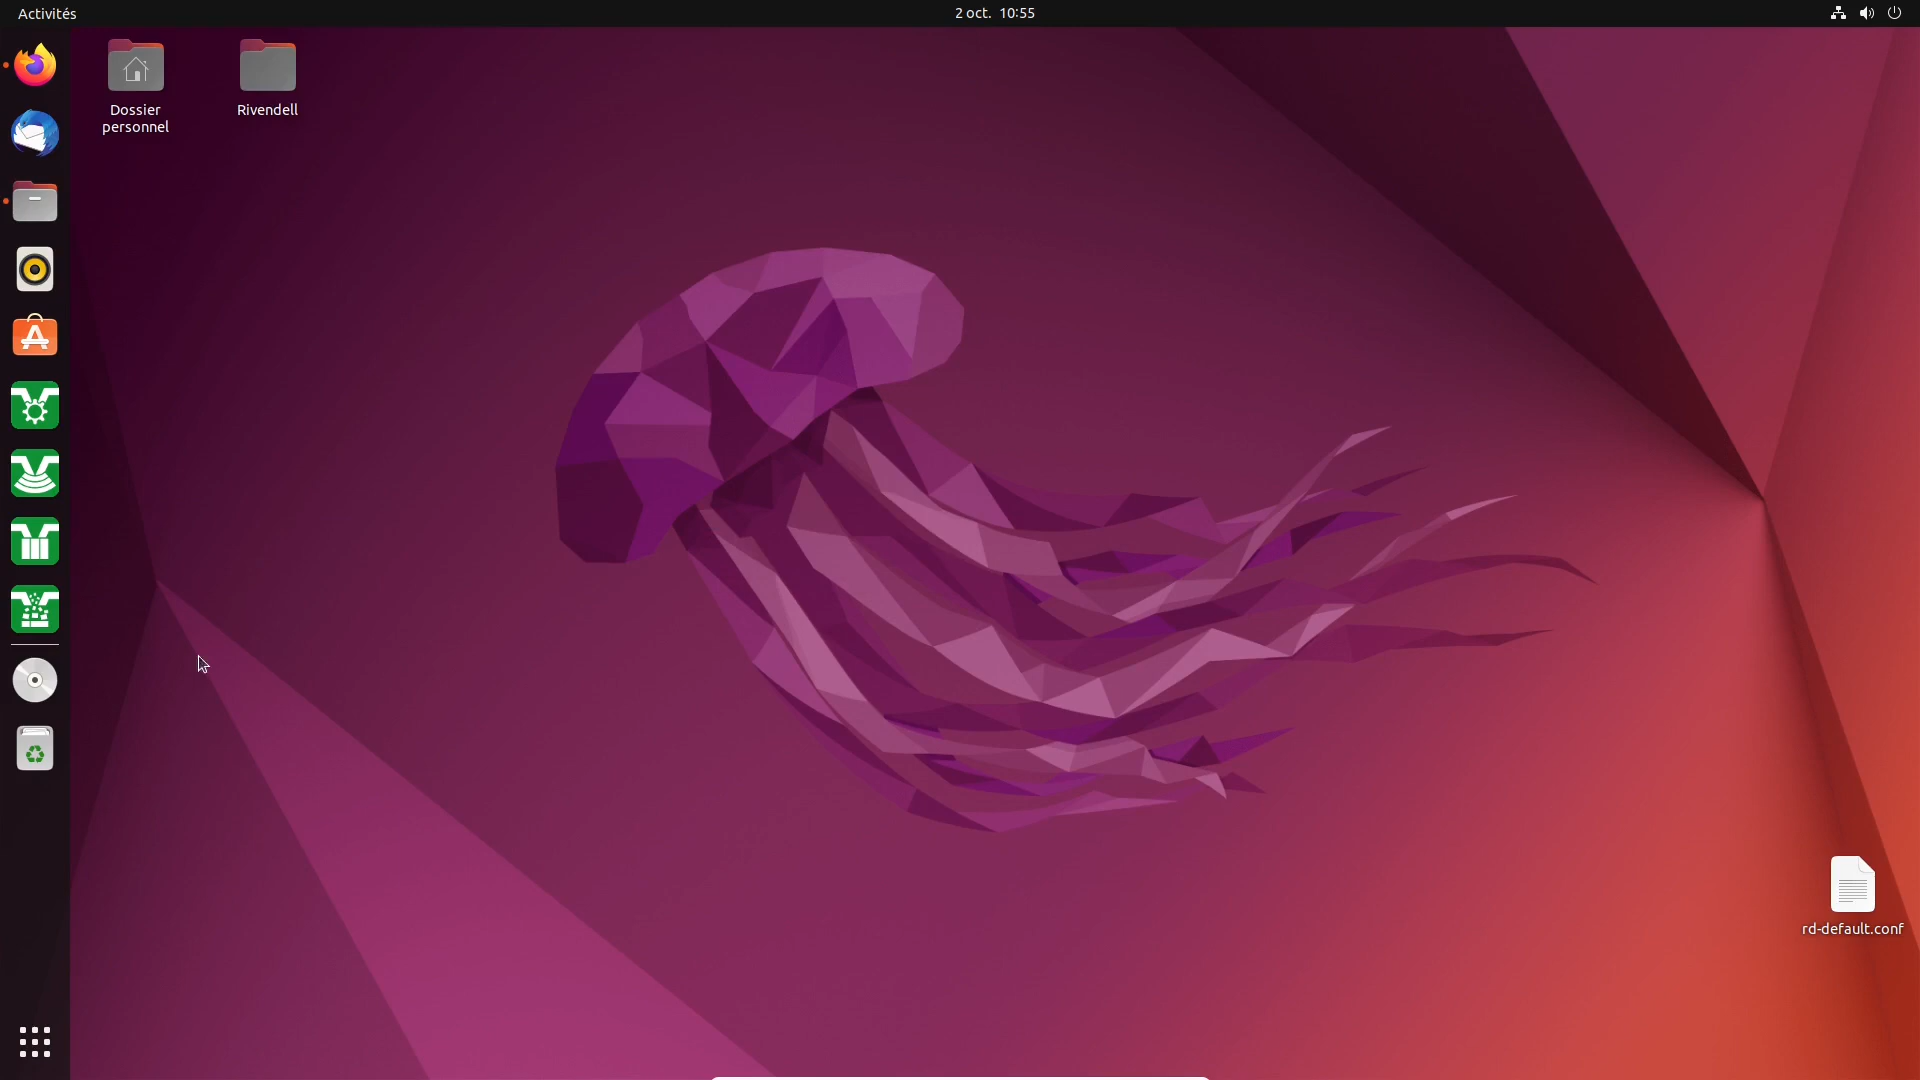 Activités
2 oct.  10:55
Dossier
personnel
Rivendell
rd-default.conf